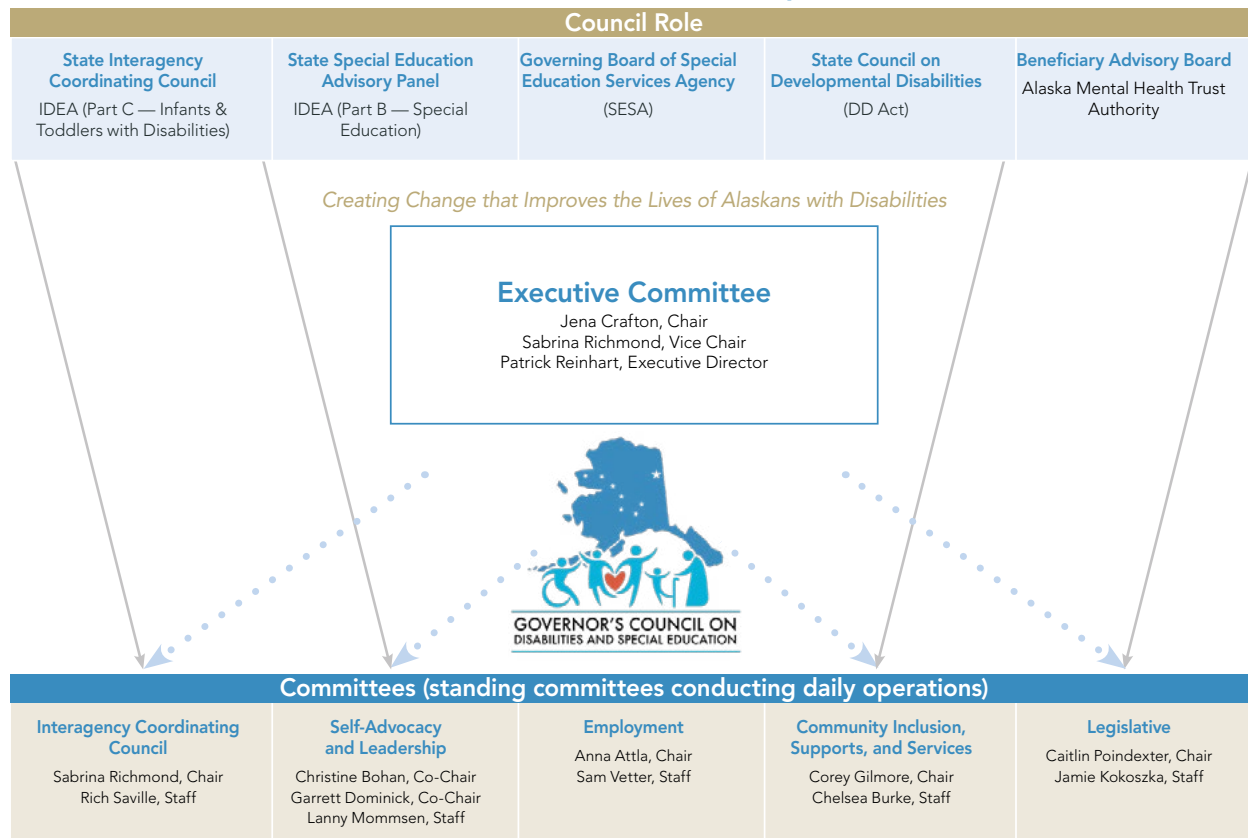 Council Role
State Interagency
Coordinating Council
IDEA (Part C — Infants &
Toddlers with Disabilities)
State Special Education
Advisory Panel
IDEA (Part B — Special
Education)
Governing Board of Special
Education Services Agency
(SESA)
State Council on
Developmental Disabilities
(DD Act)
Beneficiary Advisory Board
Alaska Mental Health Trust
Authority
Creating Change that Improves the Lives of Alaskans with Disabilities
Executive Committee
Jena Crafton, Chair
Sabrina Richmond, Vice Chair
Patrick Reinhart, Executive Director
GOVERNOR'S COUNCIL ON
DISABILITIES AND SPECIAL EDUCATION
Committees (standing committees conducting daily operations)
Interagency Coordinating
Council
Sabrina Richmond, Chair
Rich Saville, Staff
Self-Advocacy
and Leadership
Christine Bohan, Co-Chair
Garrett Dominick, Co-Chair
Lanny Mommsen, Staff
Employment
Anna Attla, Chair
Sam Vetter, Staff
Community Inclusion,
Supports, and Services
Corey Gilmore, Chair
Chelsea Burke, Staff
Legislative
Caitlin Poindexter, Chair
Jamie Kokoszka, Staff